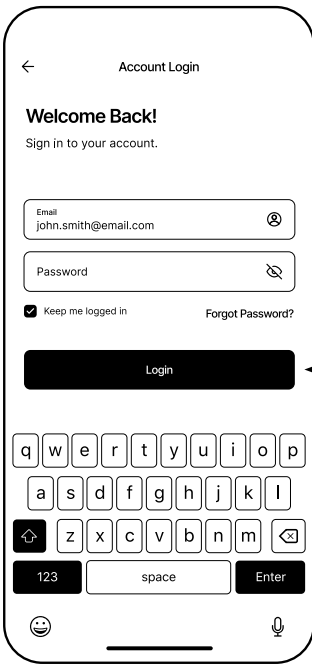 Account Login
Welcome Back!
Sign in to your account.
Email
john.smith@email.com
Password
Keep me logged in
Forgot Password?
Login
q w e r t y u i o p
a s d f g h j k l
z x c v b n m
123 space Enter